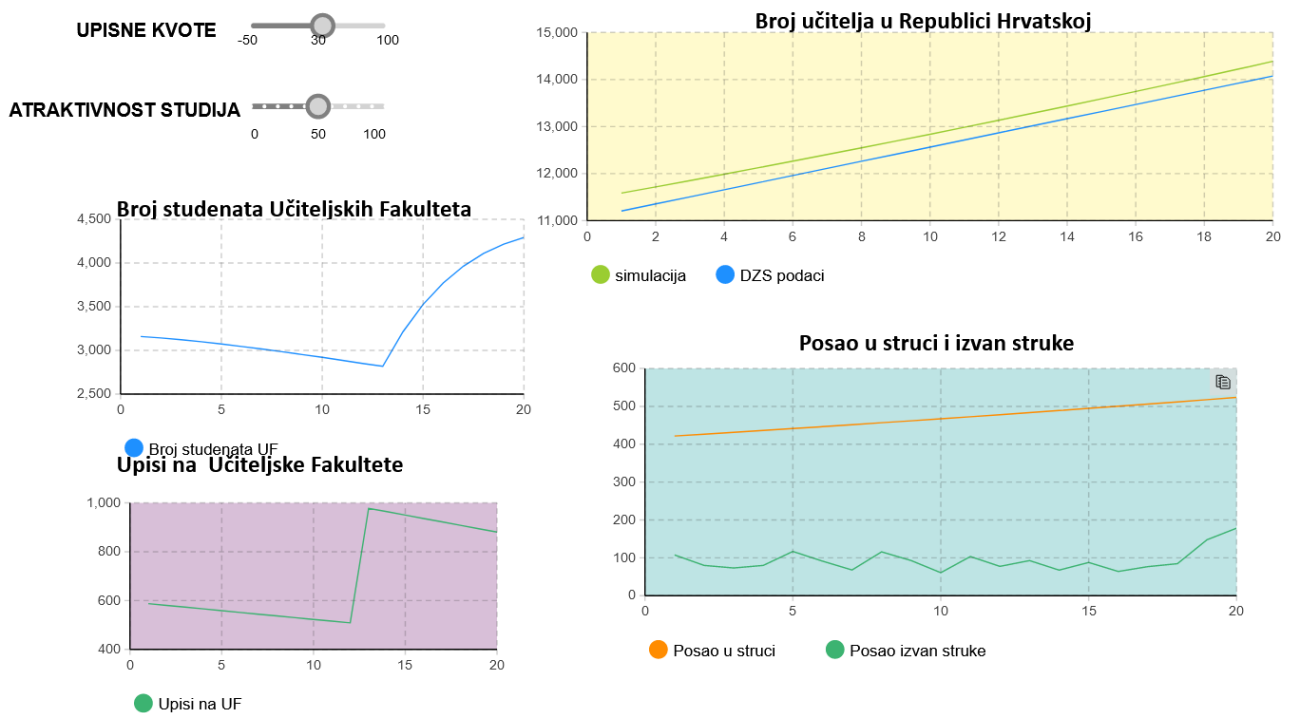 UPISNE KVOTE
-50 30 100
ATRAKTIVNOST STUDIJA
0 50 100
Broj učitelja u Republici Hrvatskoj
15,000
14,000
13,000
12,000
11,000
0 2 4 6 8 10 12 14 16 18 20
simulacija DZS podaci
Broj studenata Učiteljskih Fakulteta
4,500
4,000
3,500
3,000
2,500
0 5 10 15 20
Broj studenata UF
Upisi na Učiteljske Fakultete
1,000
800
600
400
0 5 10 15 20
Upisi na UF
Posao u struci i izvan struke
600
500
400
300
200
100
0
0 5 10 15 20
Posao u struci Posao izvan struke